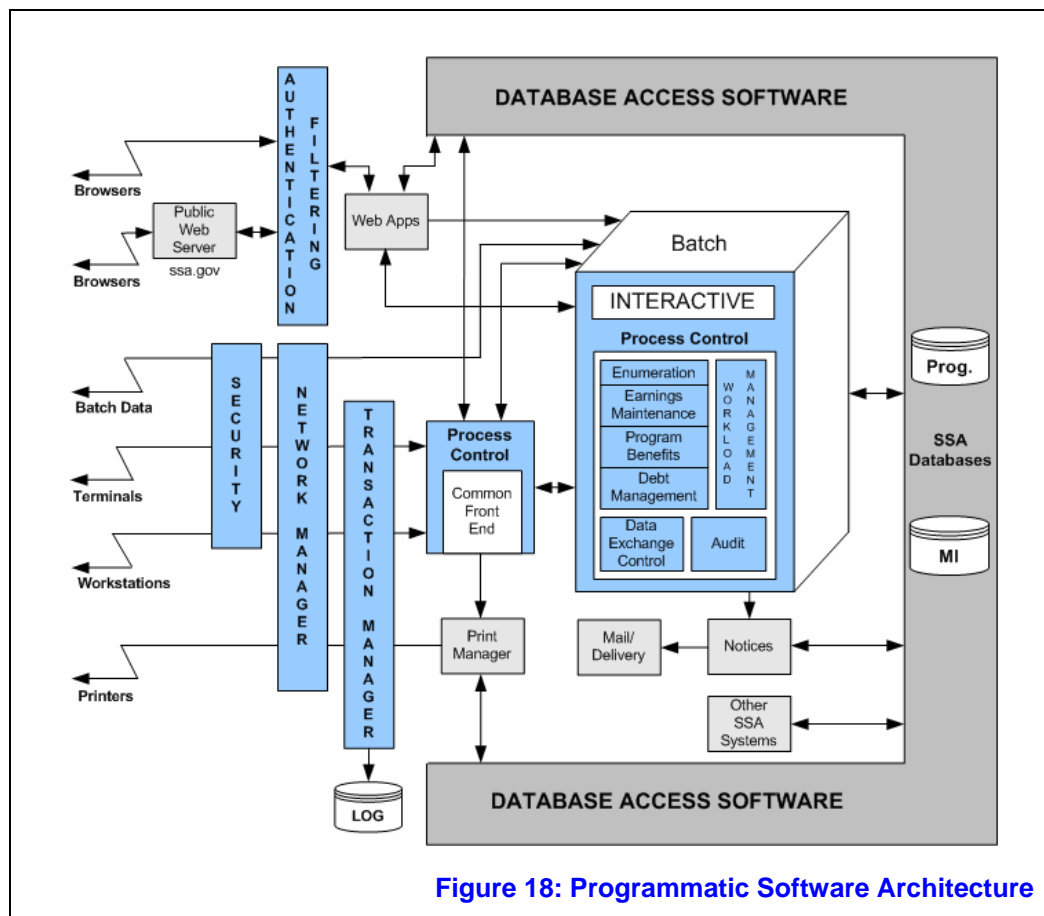 DATABASE ACCESS SOFTWARE
AUTHENTICATION
FILTERING
Browsers
Public
Web
Server
ssa.gov
Browsers
Web Apps
Batch
INTERACTIVE
Process Control
Enumeration
Earnings
Maintenance
Program
Benefits
Debt
Management
WORKLOAD
MANAGEMENT
Data
Exchange
Control
Audit
Prog.
SSA
Databases
MI
Batch Data
SECURITY
NETWORK MANAGER
TRANSACTION MANAGER
Terminals
Workstations
Printers
Process
Control
Common
Front
End
Print
Manager
Mail/
Delivery
Notices
Other
SSA
Systems
LOG
DATABASE ACCESS SOFTWARE
Figure 18: Programmatic Software Architecture